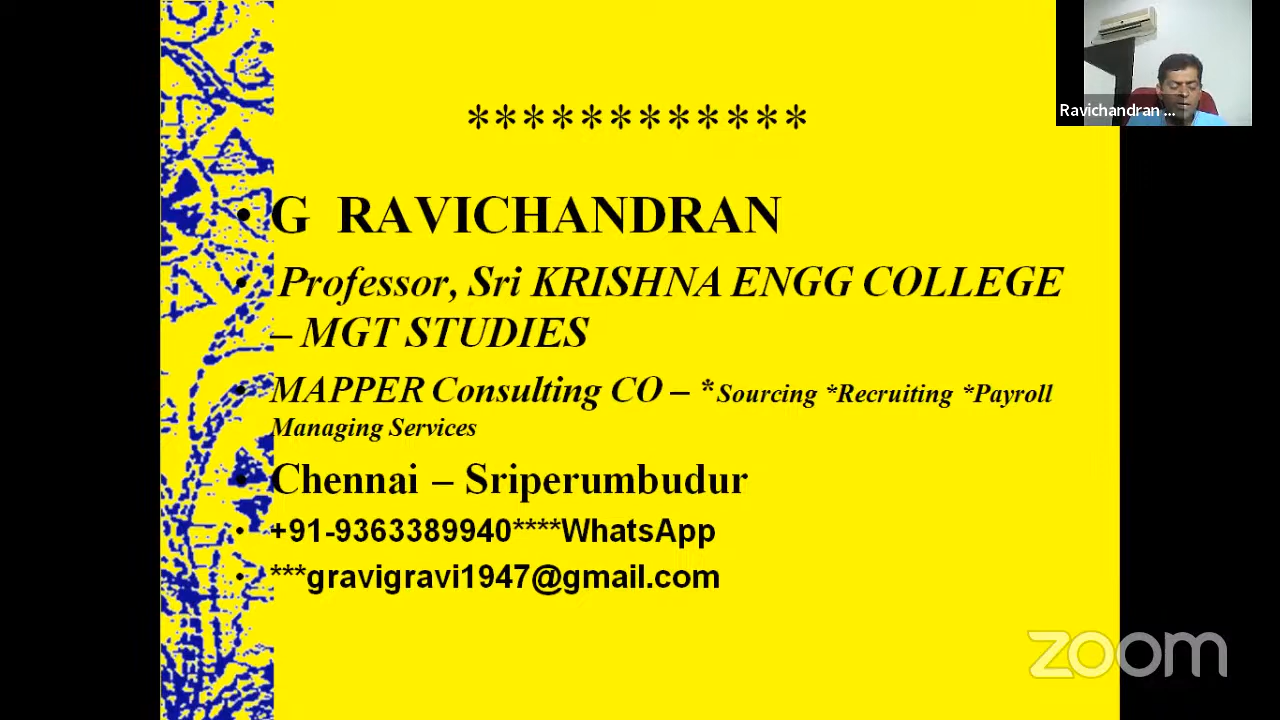 ************
Ravichandran ...
• G RAVICHANDRAN
• Professor, Sri KRISHNA ENGG COLLEGE
– MGT STUDIES
• MAPPER Consulting CO – *Sourcing *Recruiting *Payroll
Managing Services
• Chennai – Sriperumbudur
• +91-9363389940****WhatsApp
• ***gravigravi1947@gmail.com
zoom